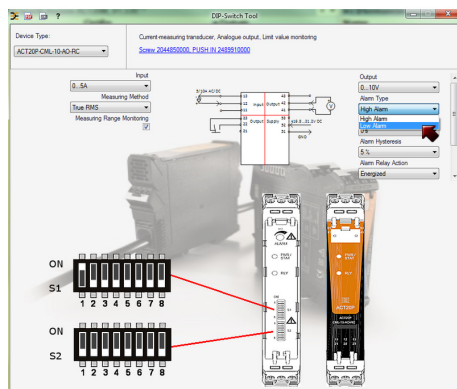 DIP-Switch Tool
Device Type:
ACT20P-CML-10-AO-RC
Current-measuring transducer, Analogue output, Limit value monitoring
Screw 2044850000, PUSH IN 2489910000
Input
0...5A
Measuring Method
True RMS
Measuring Range Monitoring
Output
0...10V
Alarm Type
High Alarm
High Alarm
Low Alarm
Alarm Hysteresis
5 %
Alarm Relay Action
Energized
Input Output
Output Supply
GND
ALARM
ACT20P
ON
S1
1 2 3 4 5 6 7 8
ON
S2
1 2 3 4 5 6 7 8